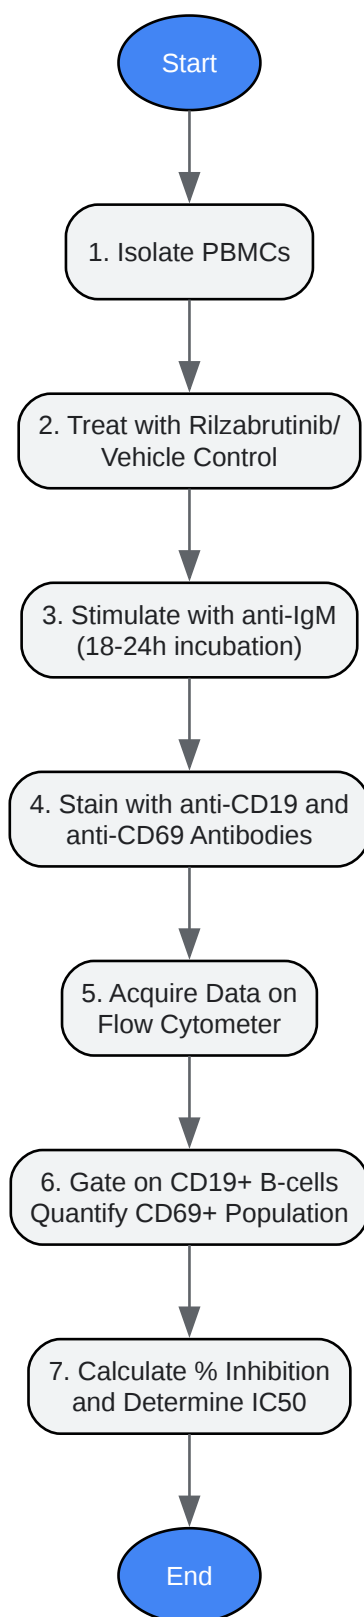 Start
1. Isolate PBMCs
2. Treat with Rilzabrutinib/
Vehicle Control
3. Stimulate with anti-IgM
(18-24h incubation)
4. Stain with anti-CD19 and
anti-CD69 Antibodies
5. Acquire Data on
Flow Cytometer
6. Gate on CD19+ B-cells
Quantify CD69+ Population
7. Calculate % Inhibition
and Determine IC50
End